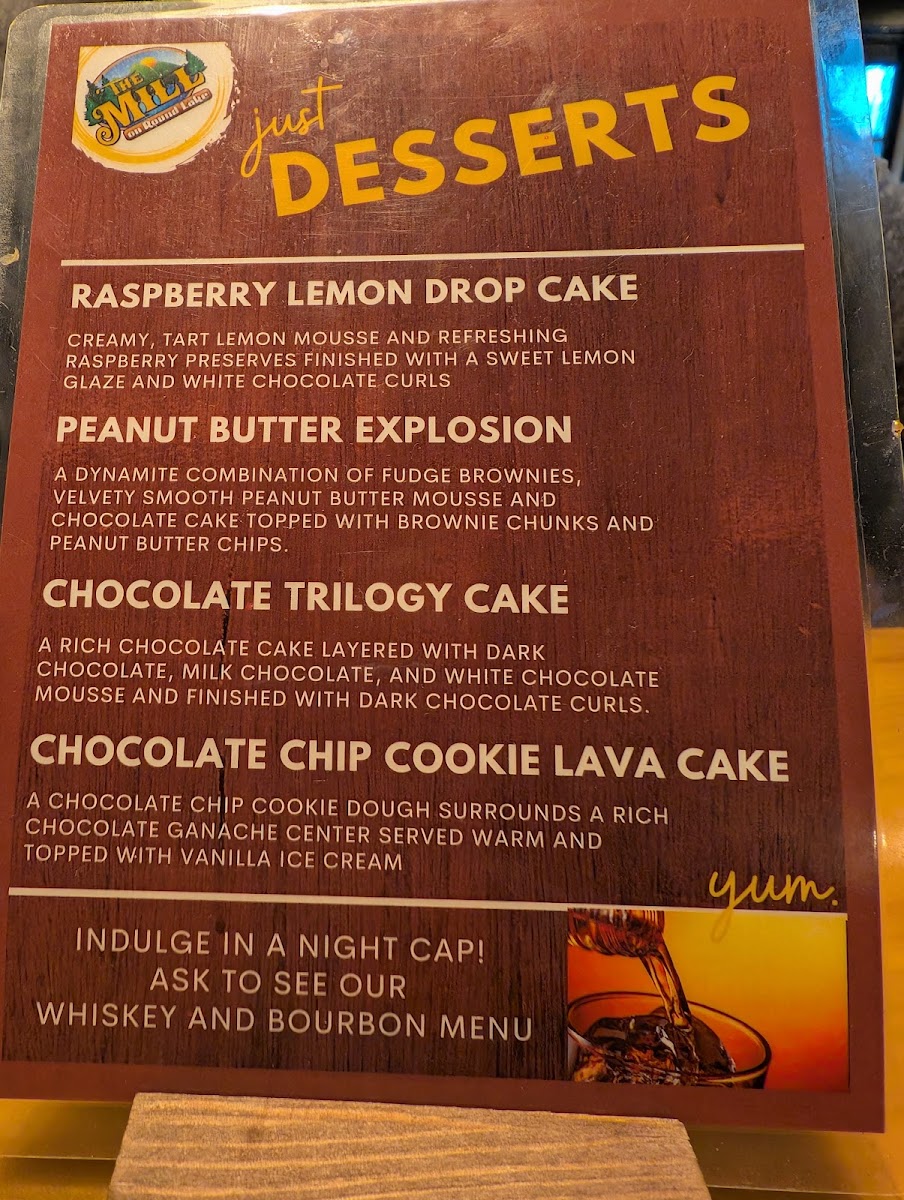 THE
MILL
on Round Lake
just
DESSERTS
RASPBERRY LEMON DROP CAKE
CREAMY, TART LEMON MOUSSE AND REFRESHING
RASPBERRY PRESERVES FINISHED WITH A SWEET LEMON
GLAZE AND WHITE CHOCOLATE CURLS
PEANUT BUTTER EXPLOSION
A DYNAMITE COMBINATION OF FUDGE BROWNIES,
VELVETY SMOOTH PEANUT BUTTER MOUSSE AND
CHOCOLATE CAKE TOPPED WITH BROWNIE CHUNKS AND
PEANUT BUTTER CHIPS.
CHOCOLATE TRILOGY CAKE
A RICH CHOCOLATE CAKE LAYERED WITH DARK
CHOCOLATE, MILK CHOCOLATE, AND WHITE CHOCOLATE
MOUSSE AND FINISHED WITH DARK CHOCOLATE CURLS.
CHOCOLATE CHIP COOKIE LAVA CAKE
A CHOCOLATE CHIP COOKIE DOUGH SURROUNDS A RICH
CHOCOLATE GANACHE CENTER SERVED WARM AND
TOPPED WITH VANILLA ICE CREAM
yum.
INDULGE IN A NIGHT CAP!
ASK TO SEE OUR
WHISKEY AND BOURBON MENU